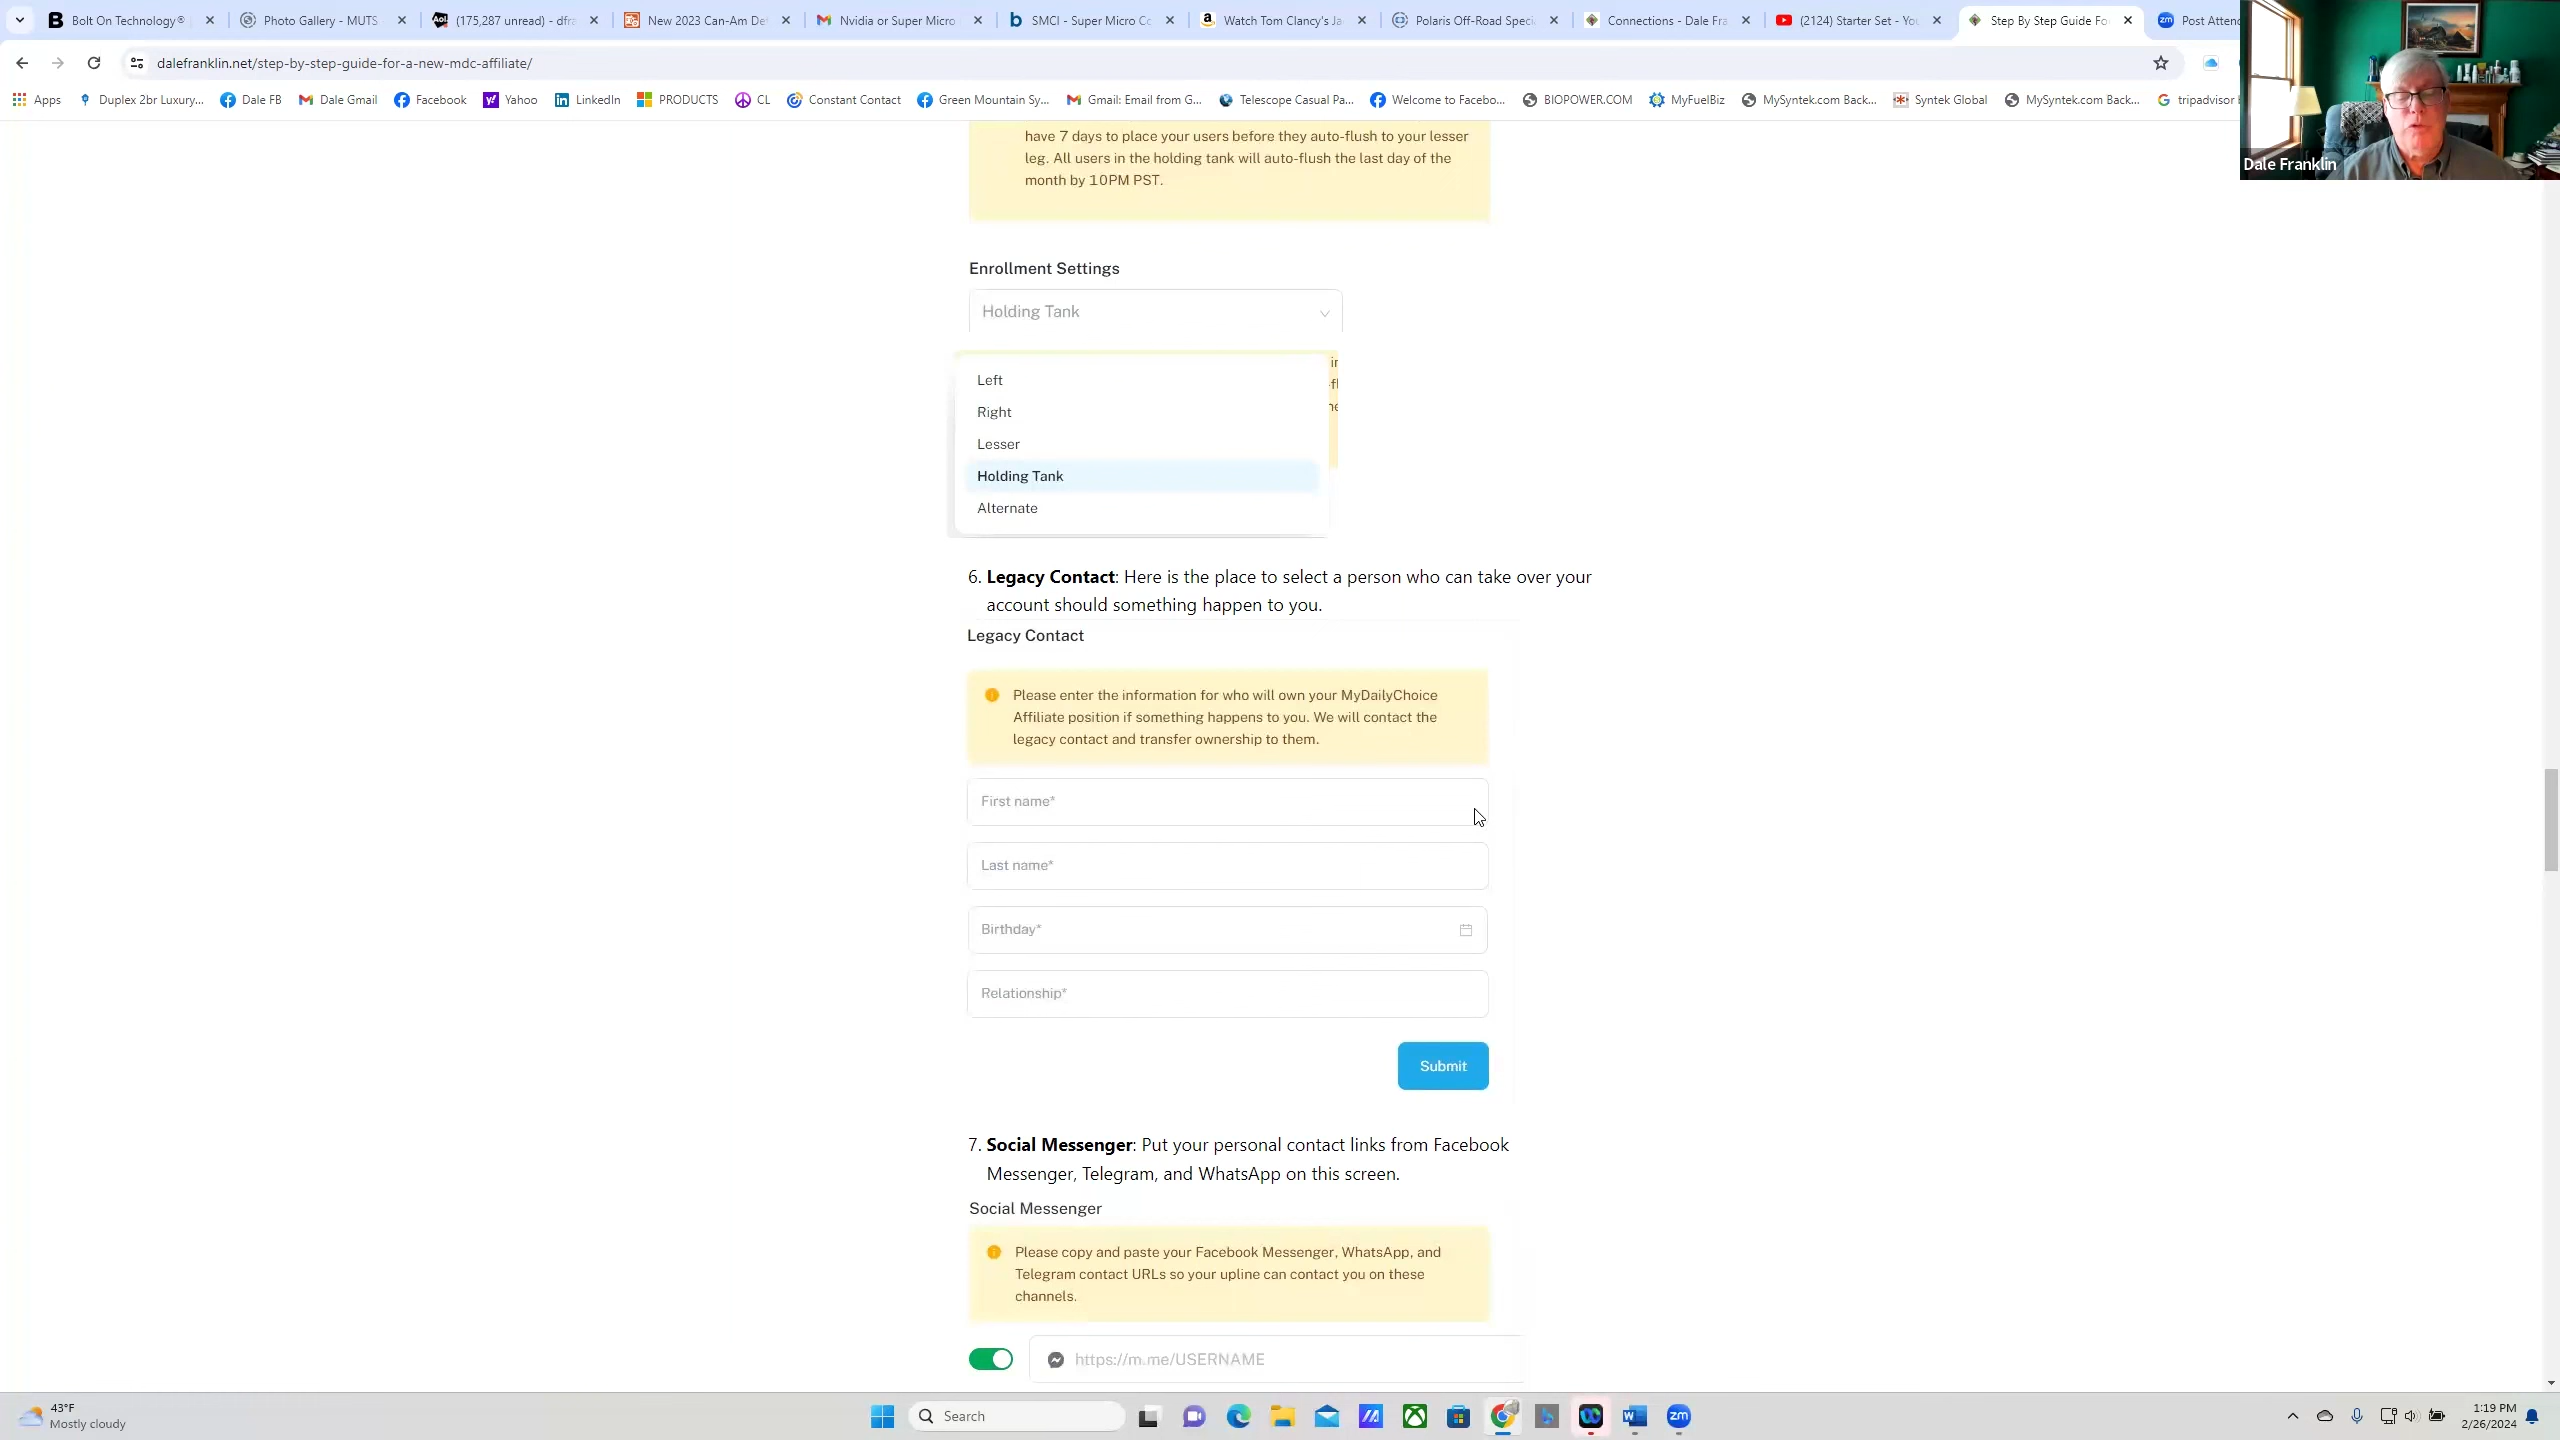 Bolt On Technology®
Photo Gallery - MUTS
(175,287 unread) - dfra
New 2023 Can-Am De
Nvidia or Super Micro
SMCI - Super Micro Co
Watch Tom Clancy's Ja
Polaris Off-Road Speci
Connections - Dale Fra
(2124) Starter Set - You
Step By Step Guide Fo
Post Attend
dalefranklin.net/step-by-step-guide-for-a-new-mdc-affiliate/
Apps
Duplex 2br Luxury...
Dale FB
Dale Gmail
Facebook
Yahoo
LinkedIn
PRODUCTS
CL
Constant Contact
Green Mountain Sy...
Gmail: Email from G...
Telescope Casual Pa...
Welcome to Facebo...
BIOPOWER.COM
MyFuelBiz
MySyntek.com Back...
Syntek Global
MySyntek.com Back...
tripadvisor
Dale Franklin
have 7 days to place your users before they auto-flush to your lesser
leg. All users in the holding tank will auto-flush the last day of the
month by 10PM PST.
Enrollment Settings
Holding Tank
Left
Right
Lesser
Holding Tank
Alternate
6. Legacy Contact: Here is the place to select a person who can take over your
account should something happen to you.
Legacy Contact
Please enter the information for who will own your MyDailyChoice
Affiliate position if something happens to you. We will contact the
legacy contact and transfer ownership to them.
First name*
Last name*
Birthday*
Relationship*
Submit
7. Social Messenger: Put your personal contact links from Facebook
Messenger, Telegram, and WhatsApp on this screen.
Social Messenger
Please copy and paste your Facebook Messenger, WhatsApp, and
Telegram contact URLs so your upline can contact you on these
channels.
https://m.me/USERNAME
43°F
Mostly cloudy
Search
1:19 PM
2/26/2024